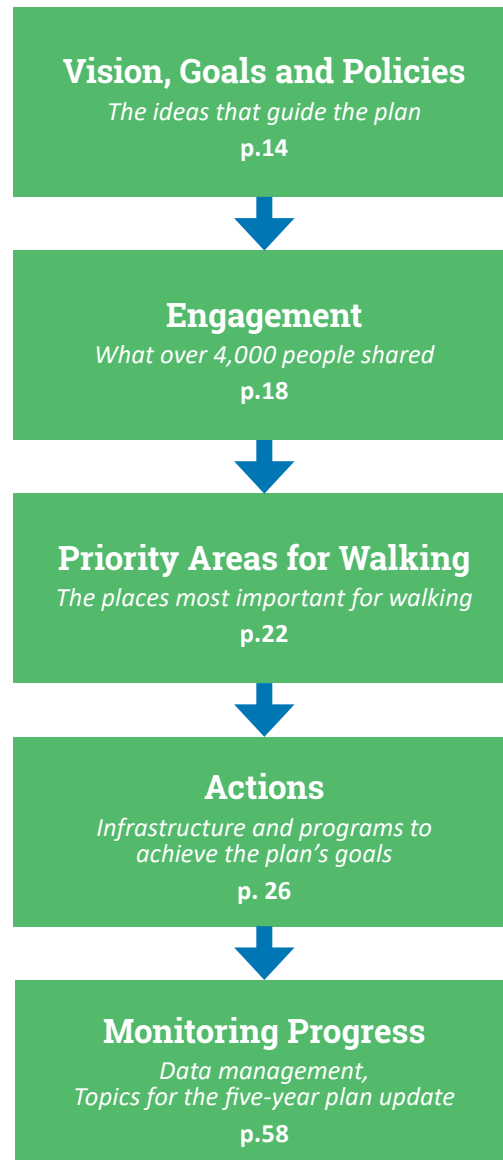 Vision, Goals and Policies
The ideas that guide the plan
p.14
Engagement
What over 4,000 people shared
p.18
Priority Areas for Walking
The places most important for walking
p.22
Actions
Infrastructure and programs to
achieve the plan’s goals
p. 26
Monitoring Progress
Data management,
Topics for the five-year plan update
p.58